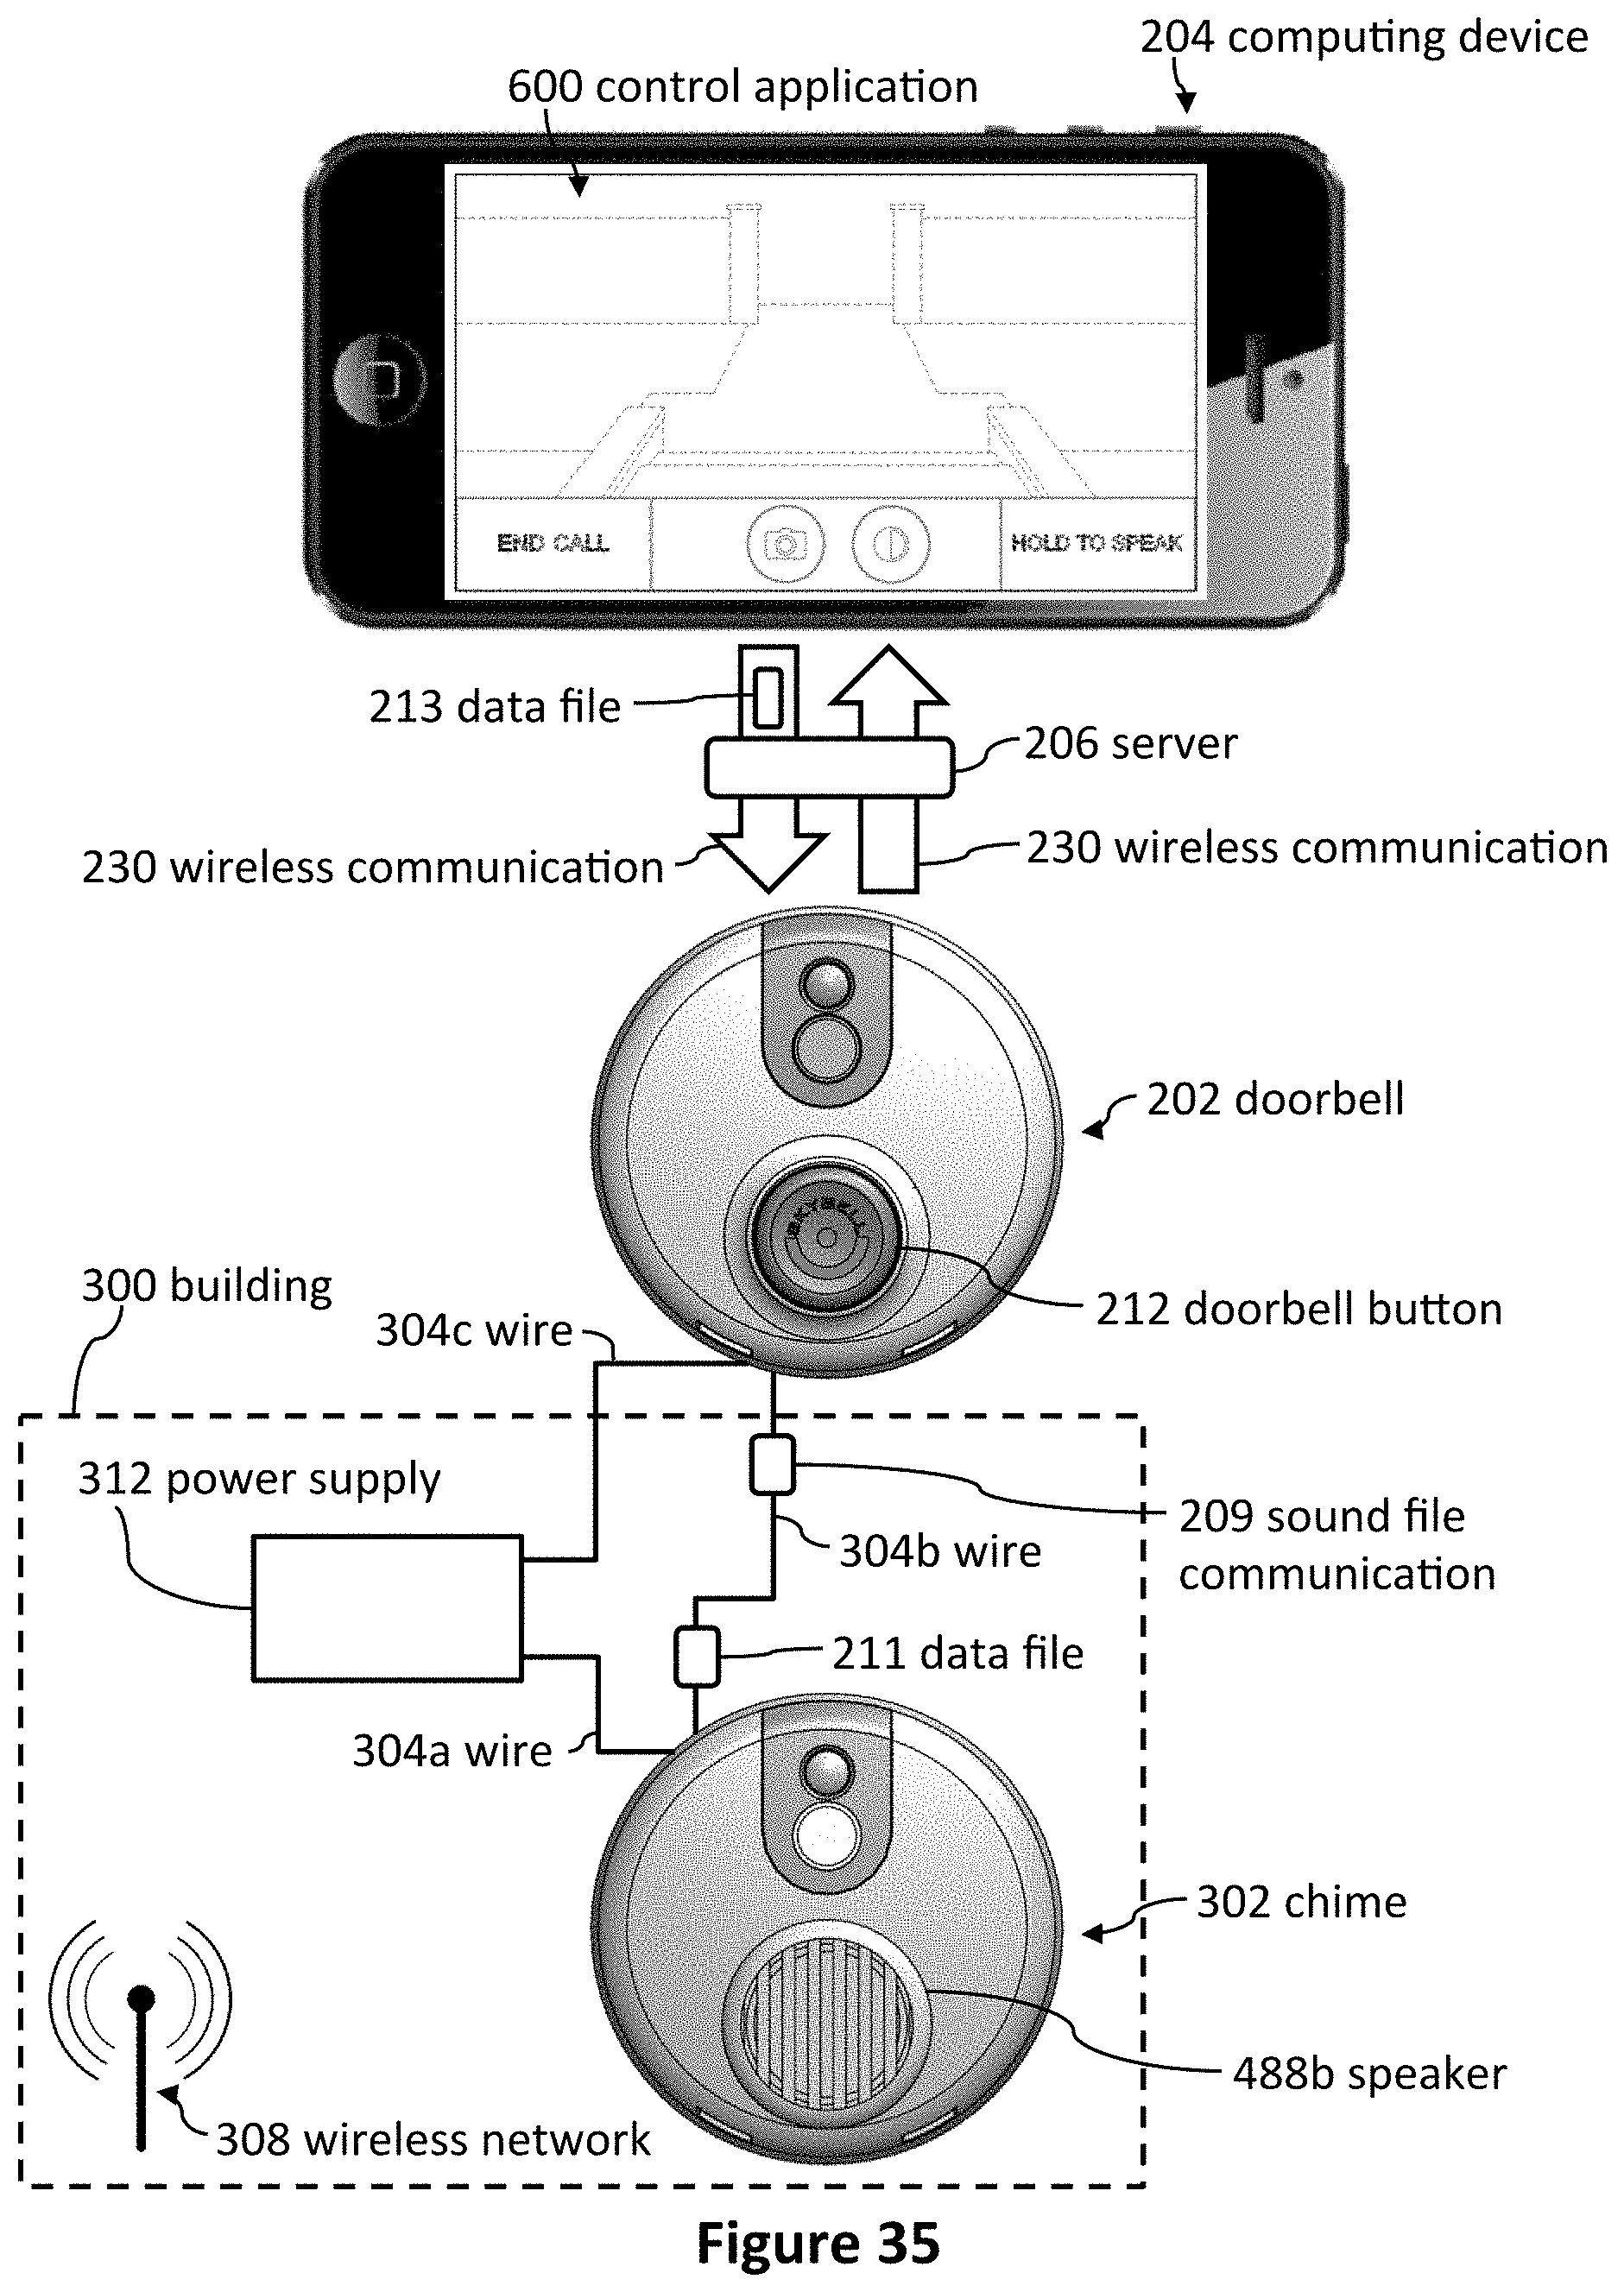 204 computing device
600 control application
END CALL
HOLD TO SPEAK
213 data file
206 server
230 wireless communication
230 wireless communication
202 doorbell
SKYBELL
300 building
304c wire
212 doorbell button
312 power supply
209 sound file
communication
304b wire
211 data file
304a wire
302 chime
488b speaker
308 wireless network
Figure 35